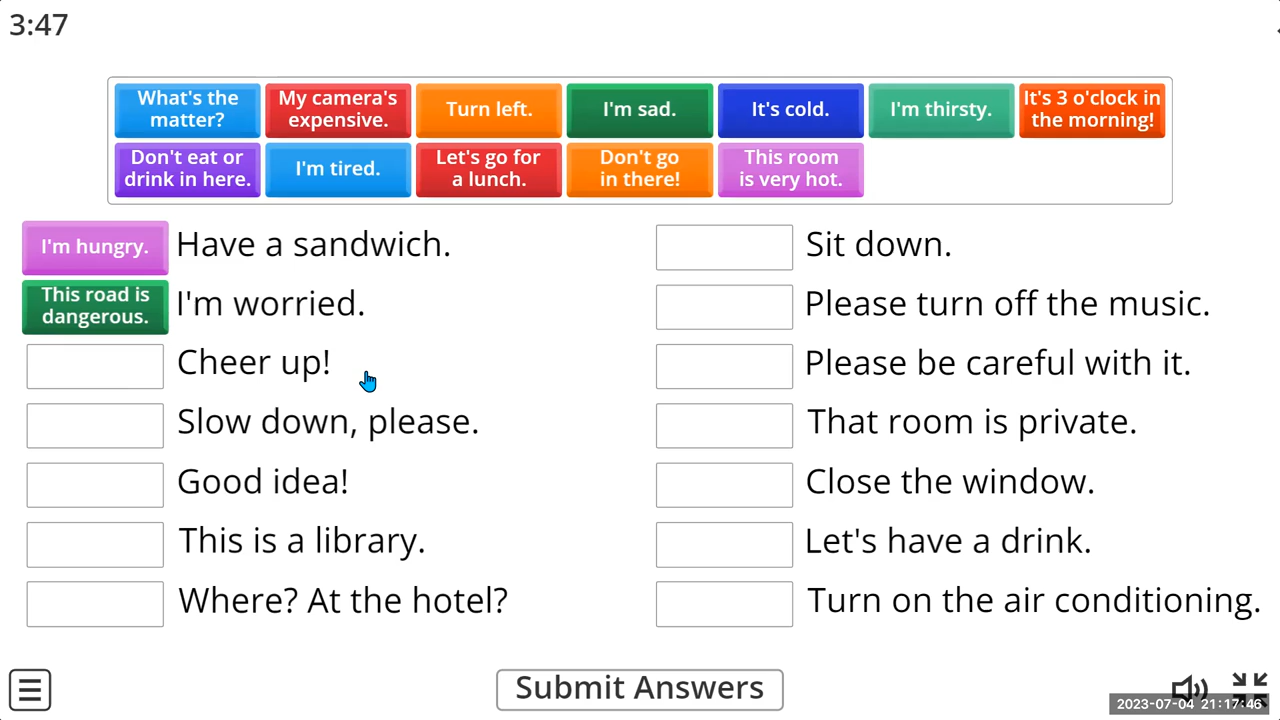 3:47
What's the
matter?
My camera's
expensive.
Turn left.
I'm sad.
It's cold.
I'm thirsty.
It's 3 o'clock in
the morning!
Don't eat or
drink in here.
I'm tired.
Let's go for
a lunch.
Don't go
in there!
This room
is very hot.
I'm hungry.
Have a sandwich.
This road is
dangerous.
I'm worried.
Cheer up!
Slow down, please.
Good idea!
This is a library.
Where? At the hotel?
Sit down.
Please turn off the music.
Please be careful with it.
That room is private.
Close the window.
Let's have a drink.
Turn on the air conditioning.
Submit Answers
2023-07-04 21:17:46